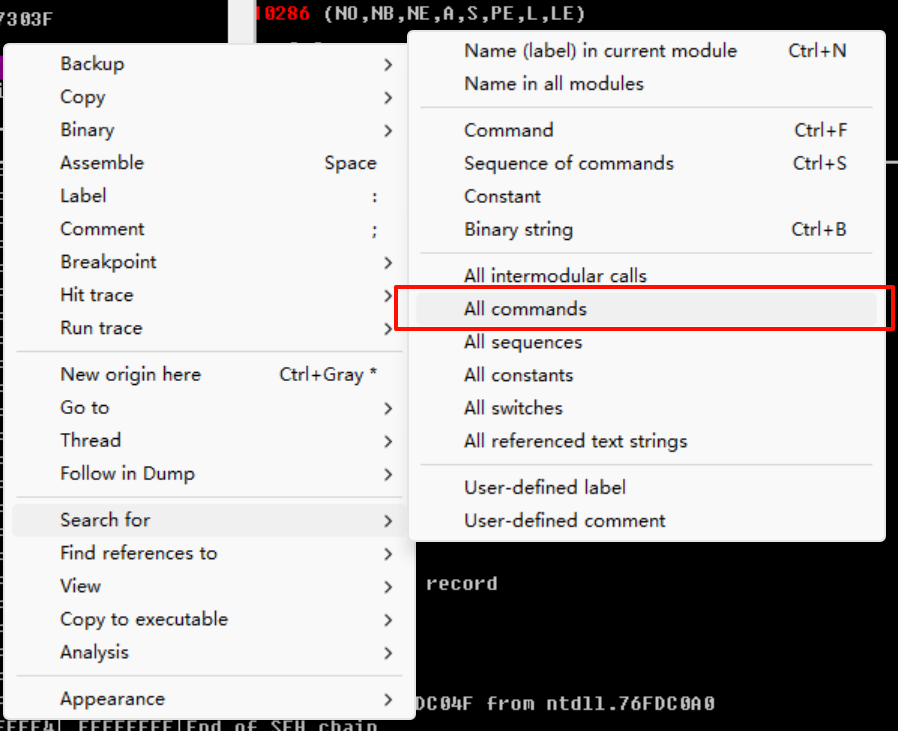 7303F
10286 (NO,NB,NE,A,S,PE,L,LE)
Backup
Copy
Binary
Assemble Space
Label :
Comment ;
Breakpoint
Hit trace
Run trace
New origin here Ctrl+Gray *
Go to
Thread
Follow in Dump
Search for
Find references to
View
Copy to executable
Analysis
Appearance
Name (label) in current module Ctrl+N
Name in all modules
Command Ctrl+F
Sequence of commands Ctrl+S
Constant
Binary string Ctrl+B
All intermodular calls
All commands
All sequences
All constants
All switches
All referenced text strings
User-defined label
User-defined comment
record
DC04F from ntdll.76FDC0A0
FFFFFFFF End of SEH chain